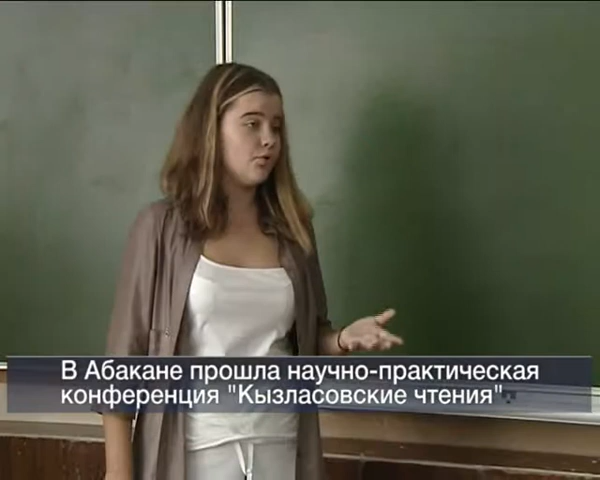 В Абакане прошла научно-практическая
конференция "Кызласовские чтения"